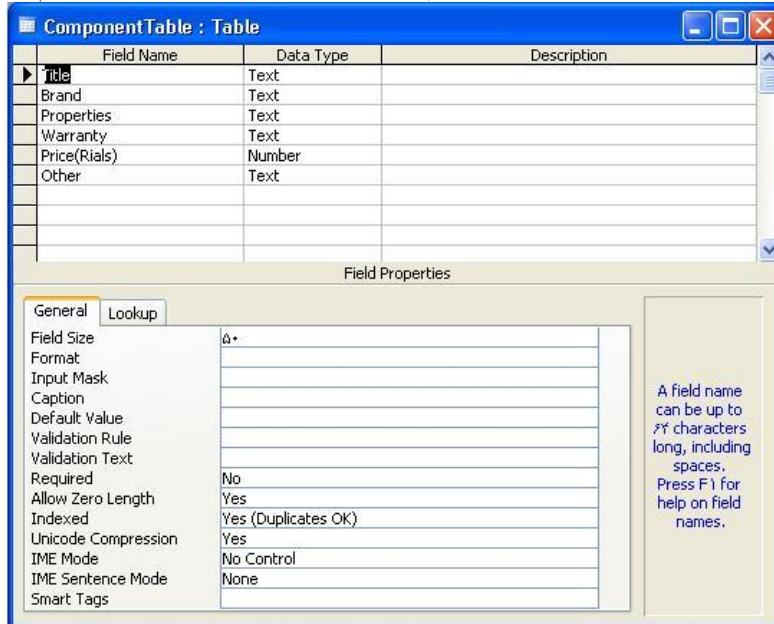 ComponentTable : Table
Field Name Data Type Description
Title Text
Brand Text
Properties Text
Warranty Text
Price(Rials) Number
Other Text
Field Properties
General Lookup
Field Size ۵۰
Format
Input Mask
Caption
Default Value
Validation Rule
Validation Text
Required No
Allow Zero Length Yes
Indexed Yes (Duplicates OK)
Unicode Compression Yes
IME Mode No Control
IME Sentence Mode None
Smart Tags
A field name
can be up to
۶۴ characters
long, including
spaces.
Press F۱ for
help on field
names.